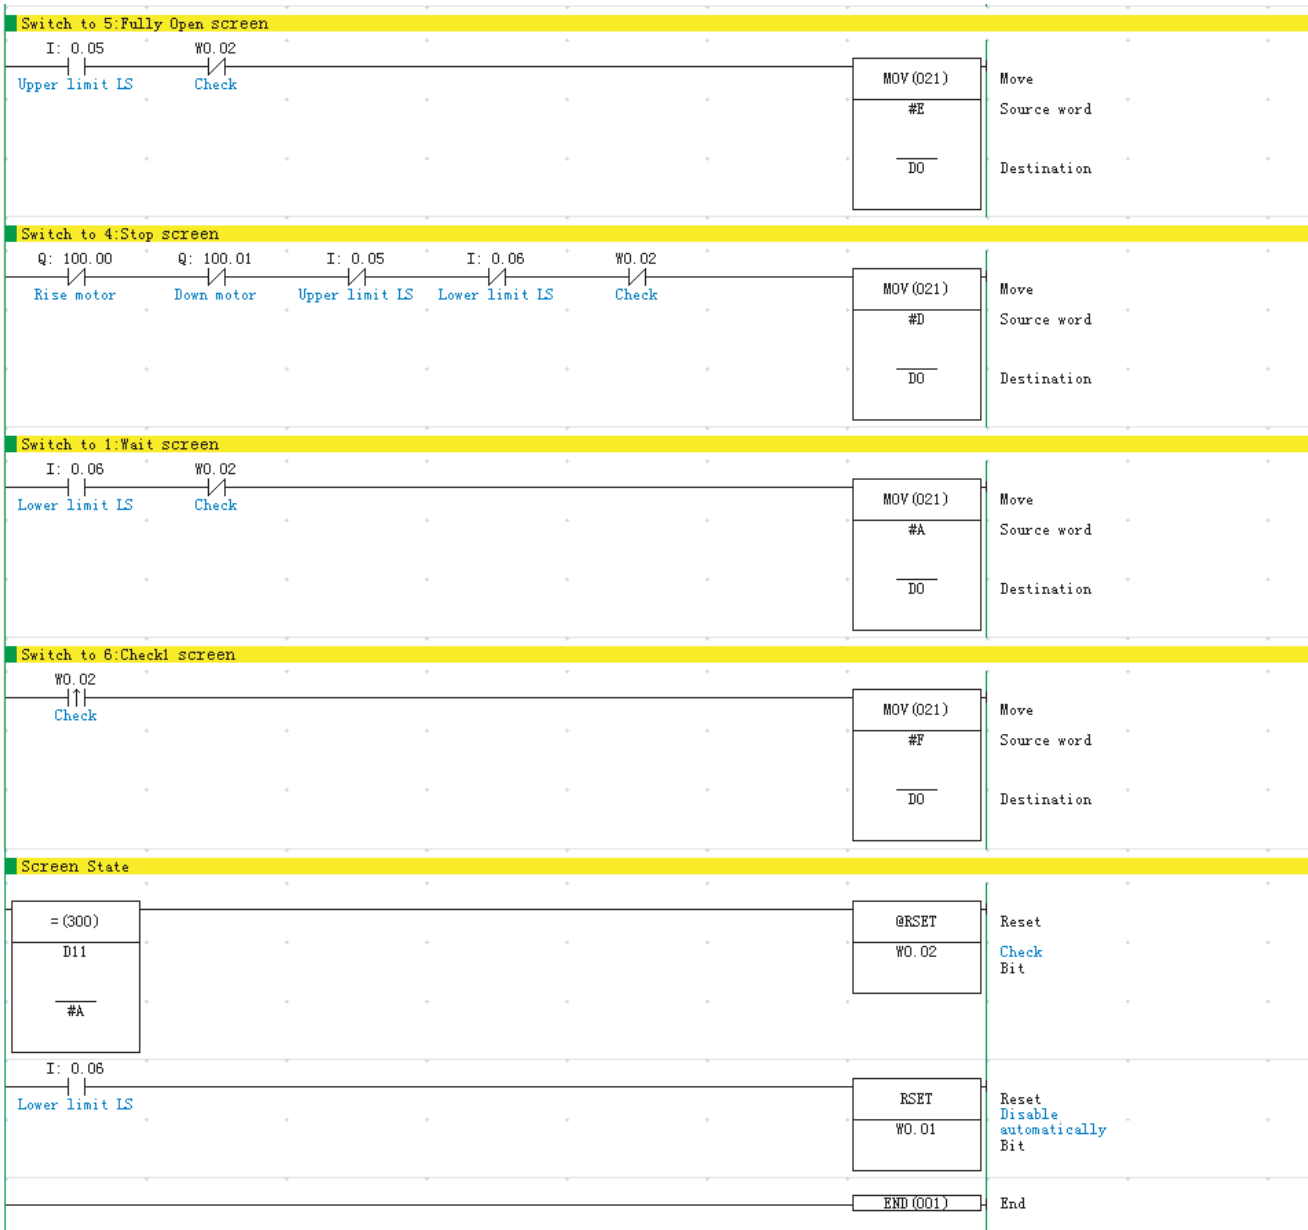 Switch to 5:Fully Open screen
I: 0.05 W0.02
Upper limit LS Check
MOV(021) Move
#E Source word
D0 Destination
Switch to 4:Stop screen
Q: 100.00 Q: 100.01 I: 0.05 I: 0.06 W0.02
Rise motor Down motor Upper limit LS Lower limit LS Check
MOV(021) Move
#D Source word
D0 Destination
Switch to 1:Wait screen
I: 0.06 W0.02
Lower limit LS Check
MOV(021) Move
#A Source word
D0 Destination
Switch to 6:Check1 screen
W0.02
Check
MOV(021) Move
#F Source word
D0 Destination
Screen State
=(300) @RSET Reset
D11 W0.02 Check
Bit
#A
I: 0.06
Lower limit LS
RSET Reset
Disable
W0.01 automatically
Bit
END(001) End